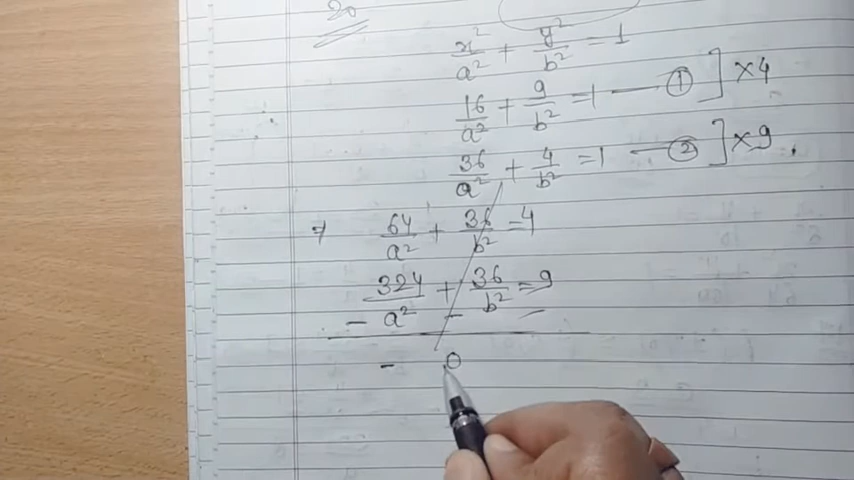 20
x²/a² + y²/b² = 1
16/a² + 9/b² = 1 — ① ] ×4
36/a² + 4/b² = 1 — ② ] ×9
64/a² + 36/b² = 4
324/a² + 36/b² = 9
- - -
- 0